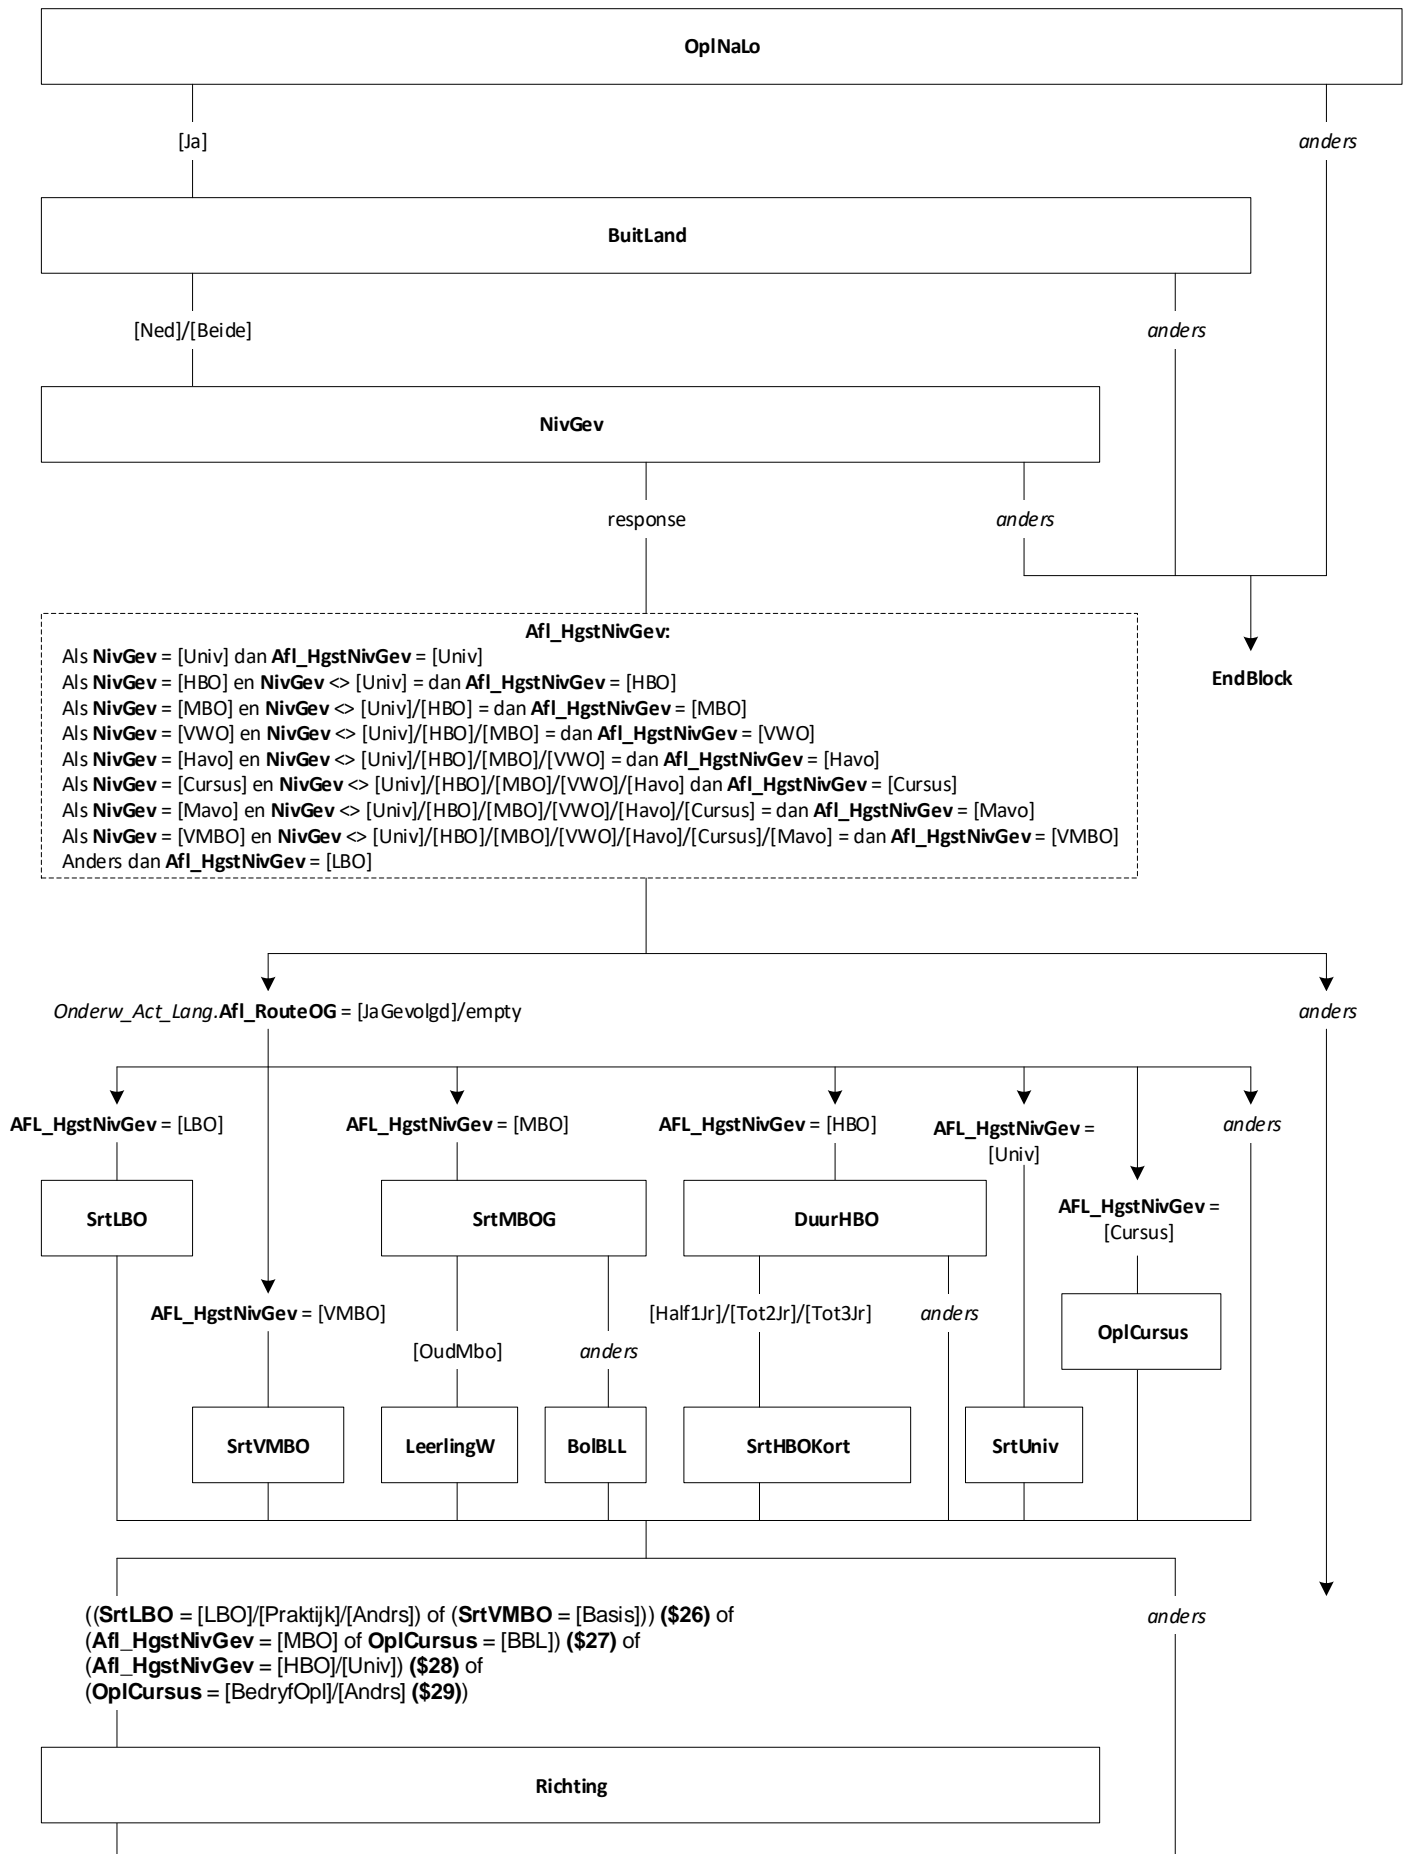 OplNaLo
[Ja]
anders
BuitLand
[Ned]/[Beide]
anders
NivGev
response
anders
Afl_HgstNivGev:
Als NivGev = [Univ] dan Afl_HgstNivGev = [Univ]
Als NivGev = [HBO] en NivGev <> [Univ] = dan Afl_HgstNivGev = [HBO]
Als NivGev = [MBO] en NivGev <> [Univ]/[HBO] = dan Afl_HgstNivGev = [MBO]
Als NivGev = [VWO] en NivGev <> [Univ]/[HBO]/[MBO] = dan Afl_HgstNivGev = [VWO]
Als NivGev = [Havo] en NivGev <> [Univ]/[HBO]/[MBO]/[VWO] = dan Afl_HgstNivGev = [Havo]
Als NivGev = [Cursus] en NivGev <> [Univ]/[HBO]/[MBO]/[VWO]/[Havo] dan Afl_HgstNivGev = [Cursus]
Als NivGev = [Mavo] en NivGev <> [Univ]/[HBO]/[MBO]/[VWO]/[Havo]/[Cursus] = dan Afl_HgstNivGev = [Mavo]
Als NivGev = [VMBO] en NivGev <> [Univ]/[HBO]/[MBO]/[VWO]/[Havo]/[Cursus]/[Mavo] = dan Afl_HgstNivGev = [VMBO]
Anders dan Afl_HgstNivGev = [LBO]
EndBlock
Onderw_Act_Lang.Afl_RouteOG = [JaGevolgd]/empty
anders
AFL_HgstNivGev = [LBO]
AFL_HgstNivGev = [MBO]
AFL_HgstNivGev = [HBO]
AFL_HgstNivGev =
[Univ]
anders
SrtLBO
SrtMBOG
DuurHBO
AFL_HgstNivGev =
[Cursus]
AFL_HgstNivGev = [VMBO]
[OudMbo]
anders
[Half1Jr]/[Tot2Jr]/[Tot3Jr]
anders
OplCursus
SrtVMBO
LeerlingW
BolBLL
SrtHBOKort
SrtUniv
((SrtLBO = [LBO]/[Praktijk]/[Andrs]) of (SrtVMBO = [Basis])) ($26) of
(Afl_HgstNivGev = [MBO] of OplCursus = [BBL]) ($27) of
(Afl_HgstNivGev = [HBO]/[Univ]) ($28) of
(OplCursus = [BedryfOpl]/[Andrs] ($29))
anders
Richting